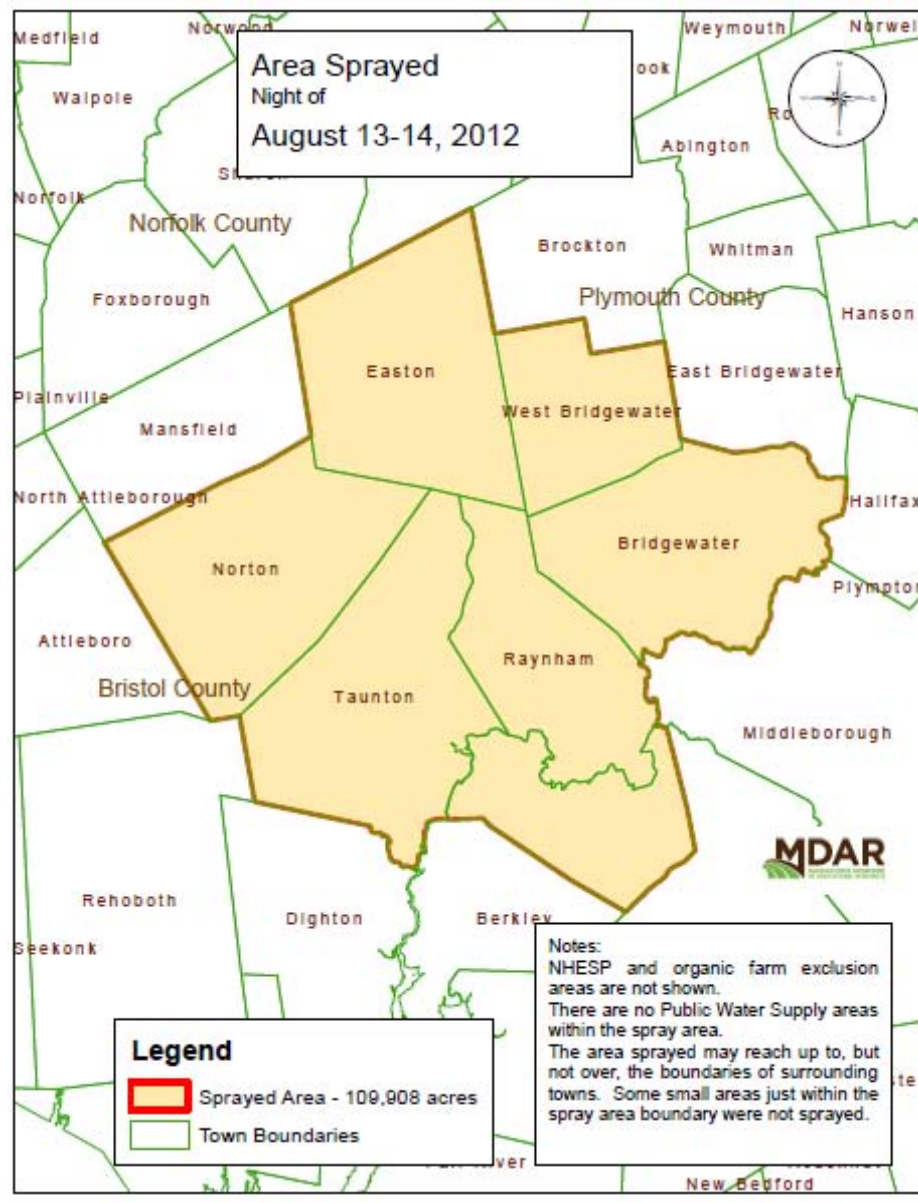 Medfield
Norwood
Weymouth
Norwel
Area Sprayed
Night of
August 13-14, 2012
ook
Walpole
Ro
Abington
Norfolk
Norfolk County
Brockton
Whitman
Foxborough
Plymouth County
Hanson
Easton
East Bridgewater
Plainville
West Bridgewater
Mansfield
North Attleborough
Halifax
Bridgewater
Norton
Plympton
Attleboro
Raynham
Bristol County
Taunton
Middleborough
MDAR
Rehoboth
Dighton
Berkley
Seekonk
Notes:
NHESP and organic farm exclusion
areas are not shown.
There are no Public Water Supply areas
within the spray area.
The area sprayed may reach up to, but
not over, the boundaries of surrounding
towns. Some small areas just within the
spray area boundary were not sprayed.
Legend
Sprayed Area - 109,908 acres
Town Boundaries
New Bedford